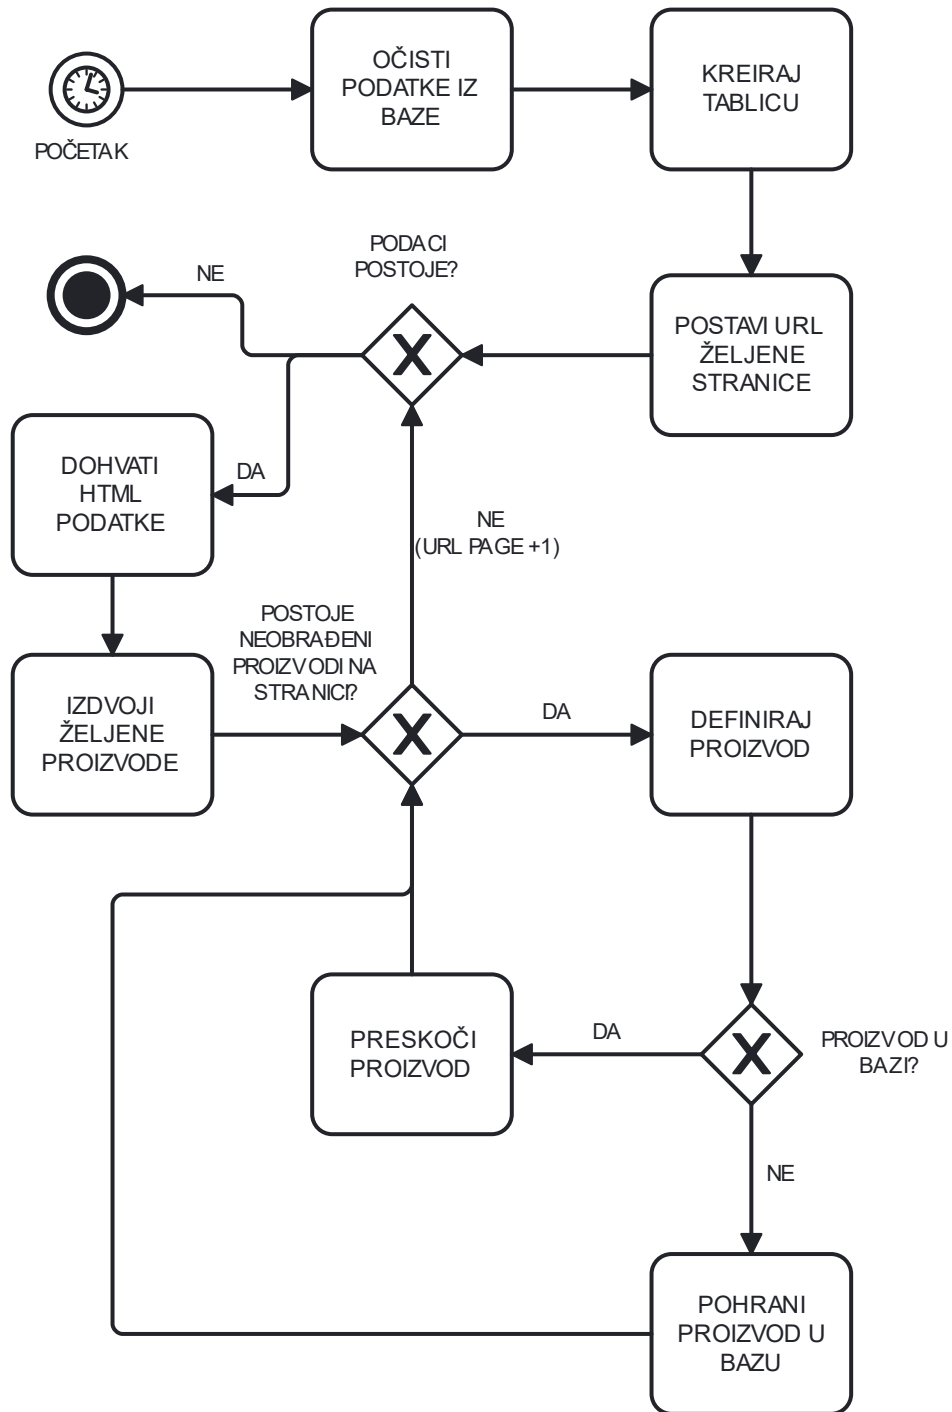 OČISTI
PODATKE IZ
BAZE
KREIRAJ
TABLICU
POČETAK
PODACI
POSTOJE?
NE
POSTAVI URL
ŽELJENE
STRANICE
DOHVATI
HTML
PODATKE
DA
NE
(URL PAGE +1)
POSTOJE
NEOBRAĐENI
PROIZVODI NA
STRANICI?
IZDVOJI
ŽELJENE
PROIZVODE
DA
DEFINIRAJ
PROIZVOD
PRESKOČI
PROIZVOD
DA
PROIZVOD U
BAZI?
NE
POHRANI
PROIZVOD U
BAZU